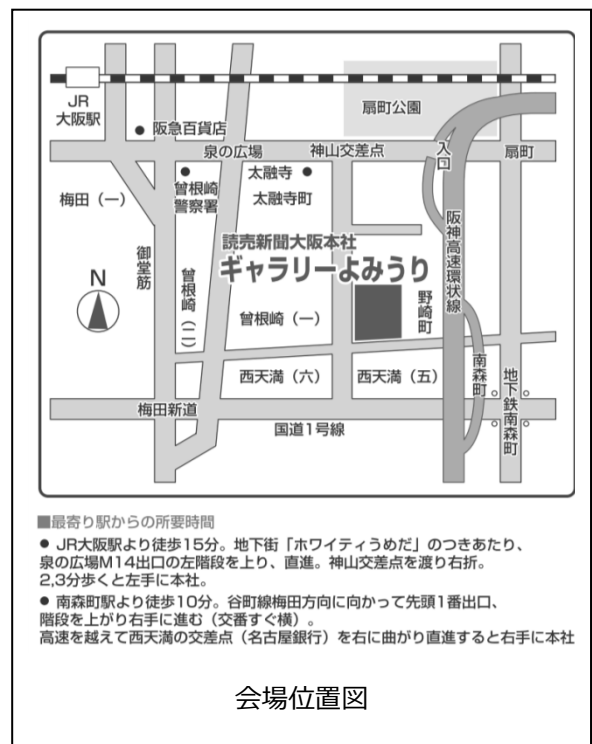 JR
大阪駅
阪急百貨店
扇町公園
泉の広場
神山交差点
入口
扇町
梅田（一）
曾根崎
警察署
太融寺
太融寺町
御堂筋
阪神高速環状線
読売新聞大阪本社
ギャラリーよみうり
N
曾根崎（二）
曾根崎（一）
野崎町
西天満（六）
西天満（五）
南森町
地下鉄南森町
梅田新道
国道1号線
■最寄り駅からの所要時間
● JR大阪駅より徒歩15分。地下街「ホワイティうめだ」のつきあたり、
泉の広場M14出口の左階段を上り、直進。神山交差点を渡り右折。
2,3分歩くと左手に本社。
● 南森町駅より徒歩10分。谷町線梅田方向に向かって先頭1番出口、
階段を上がり右手に進む（交番すぐ横）。
高速を越えて西天満の交差点（名古屋銀行）を右に曲がり直進すると右手に本社
会場位置図